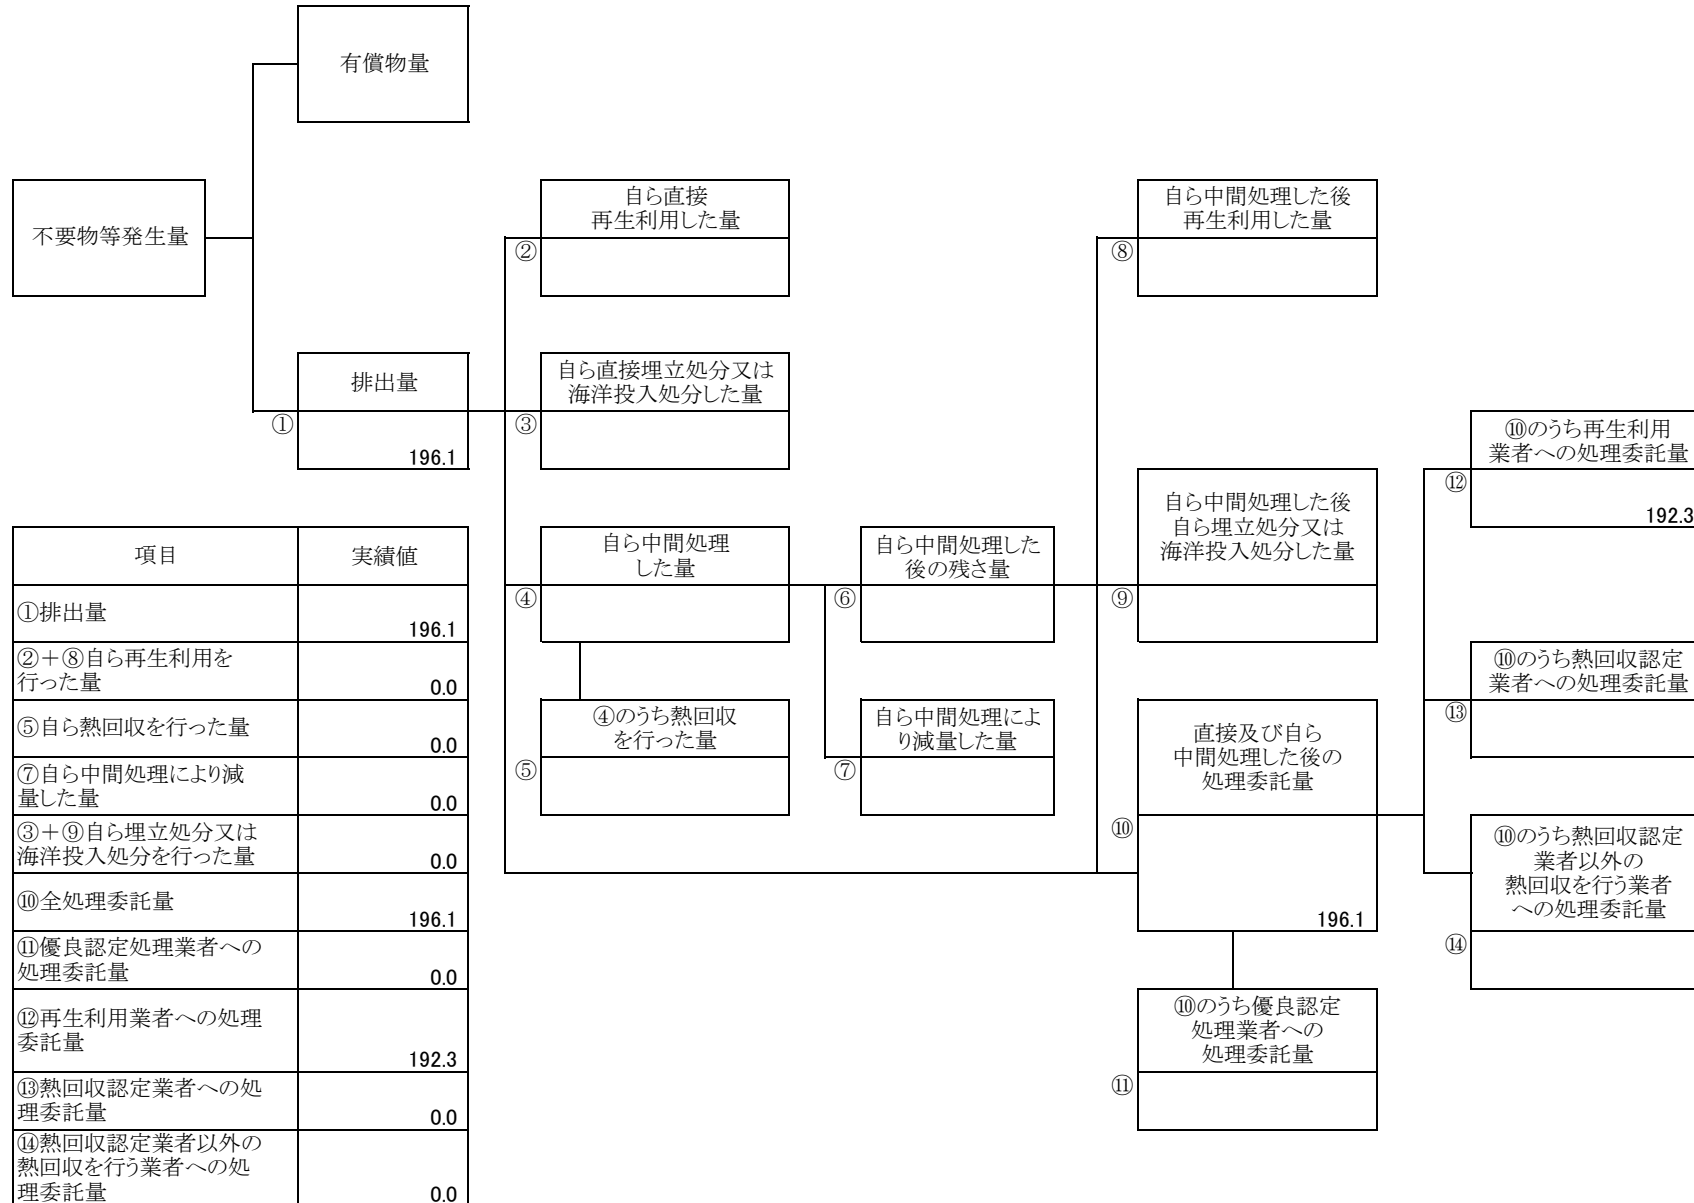 有償物量
不要物等発生量
自ら直接
再生利用した量
②
自ら中間処理した後
再生利用した量
⑧
排出量
①
196.1
自ら直接埋立処分又は
海洋投入処分した量
③
⑩のうち再生利用
業者への処理委託量
⑫
192.3
自ら中間処理
した量
④
自ら中間処理した
後の残さ量
⑥
自ら中間処理した後
自ら埋立処分又は
海洋投入処分した量
⑨
⑩のうち熱回収認定
業者への処理委託量
⑬
④のうち熱回収
を行った量
⑤
自ら中間処理によ
り減量した量
⑦
直接及び自ら
中間処理した後の
処理委託量
⑩
196.1
⑩のうち熱回収認定
業者以外の
熱回収を行う業者
への処理委託量
⑭
⑩のうち優良認定
処理業者への
処理委託量
⑪
項目 実績値
①排出量
196.1
②+⑧自ら再生利用を
行った量
0.0
⑤自ら熱回収を行った量
0.0
⑦自ら中間処理により減
量した量
0.0
③+⑨自ら埋立処分又は
海洋投入処分を行った量
0.0
⑩全処理委託量
196.1
⑪優良認定処理業者への
処理委託量
0.0
⑫再生利用業者への処理
委託量
192.3
⑬熱回収認定業者への処
理委託量
0.0
⑭熱回収認定業者以外の
熱回収を行う業者への処
理委託量
0.0